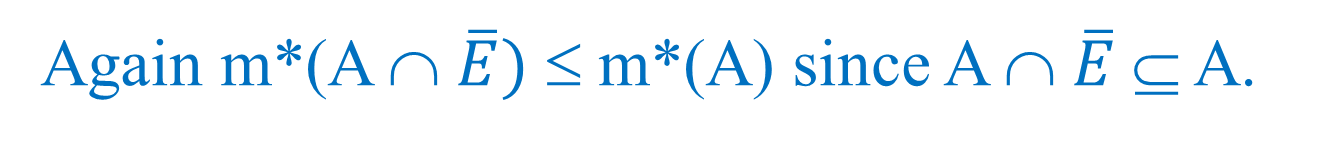 Again m*(A ∩ E̅) ≤ m*(A) since A ∩ E̅ ⊆ A.